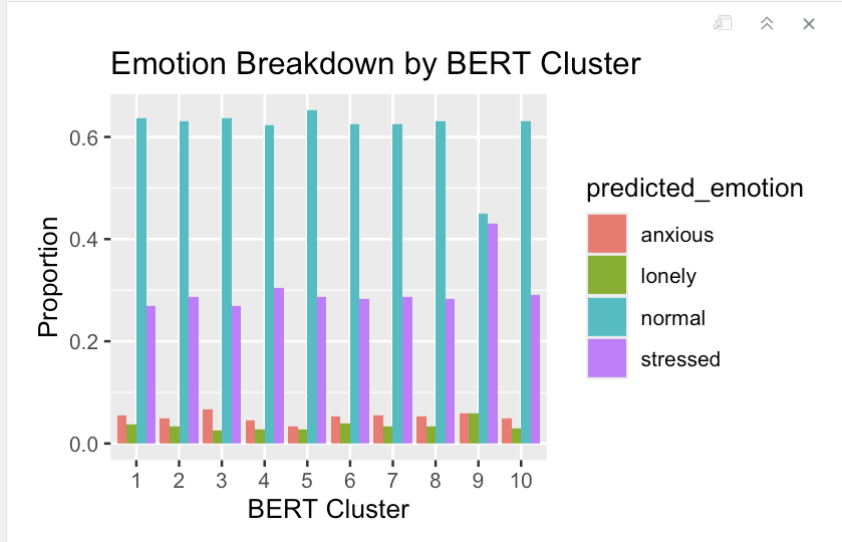 Emotion Breakdown by BERT Cluster
0.6
0.4
0.2
0.0
Proportion
1 2 3 4 5 6 7 8 9 10
BERT Cluster
predicted_emotion
anxious
lonely
normal
stressed